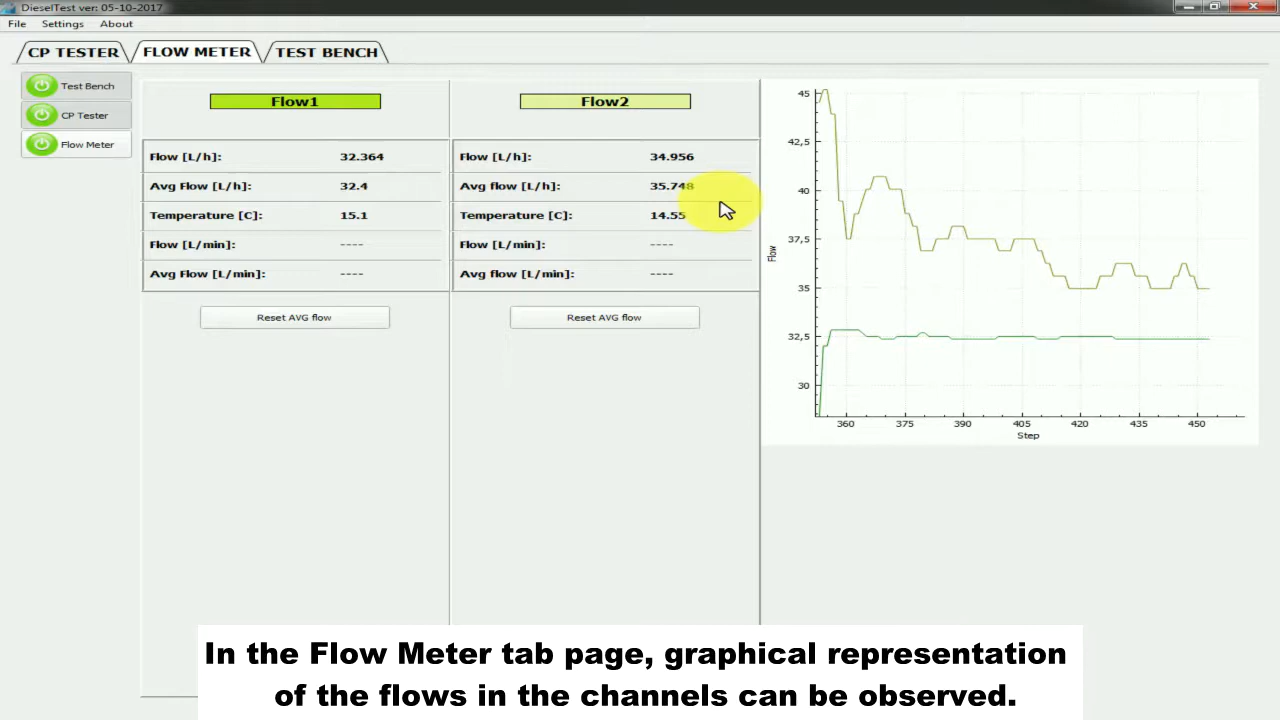 DieselTest ver: 05-10-2017
File Settings About
CP TESTER FLOW METER TEST BENCH
Test Bench
CP Tester
Flow Meter
Flow1
Flow [L/h]: 32.364
Avg Flow [L/h]: 32.4
Temperature [C]: 15.1
Flow [L/min]: ----
Avg Flow [L/min]: ----
Reset AVG flow
Flow2
Flow [L/h]: 34.956
Avg flow [L/h]: 35.748
Temperature [C]: 14.55
Flow [L/min]: ----
Avg flow [L/min]: ----
Reset AVG flow
45
42,5
40
37,5
35
32,5
30
Flow
360 375 390 405 420 435 450
Step
In the Flow Meter tab page, graphical representation
of the flows in the channels can be observed.